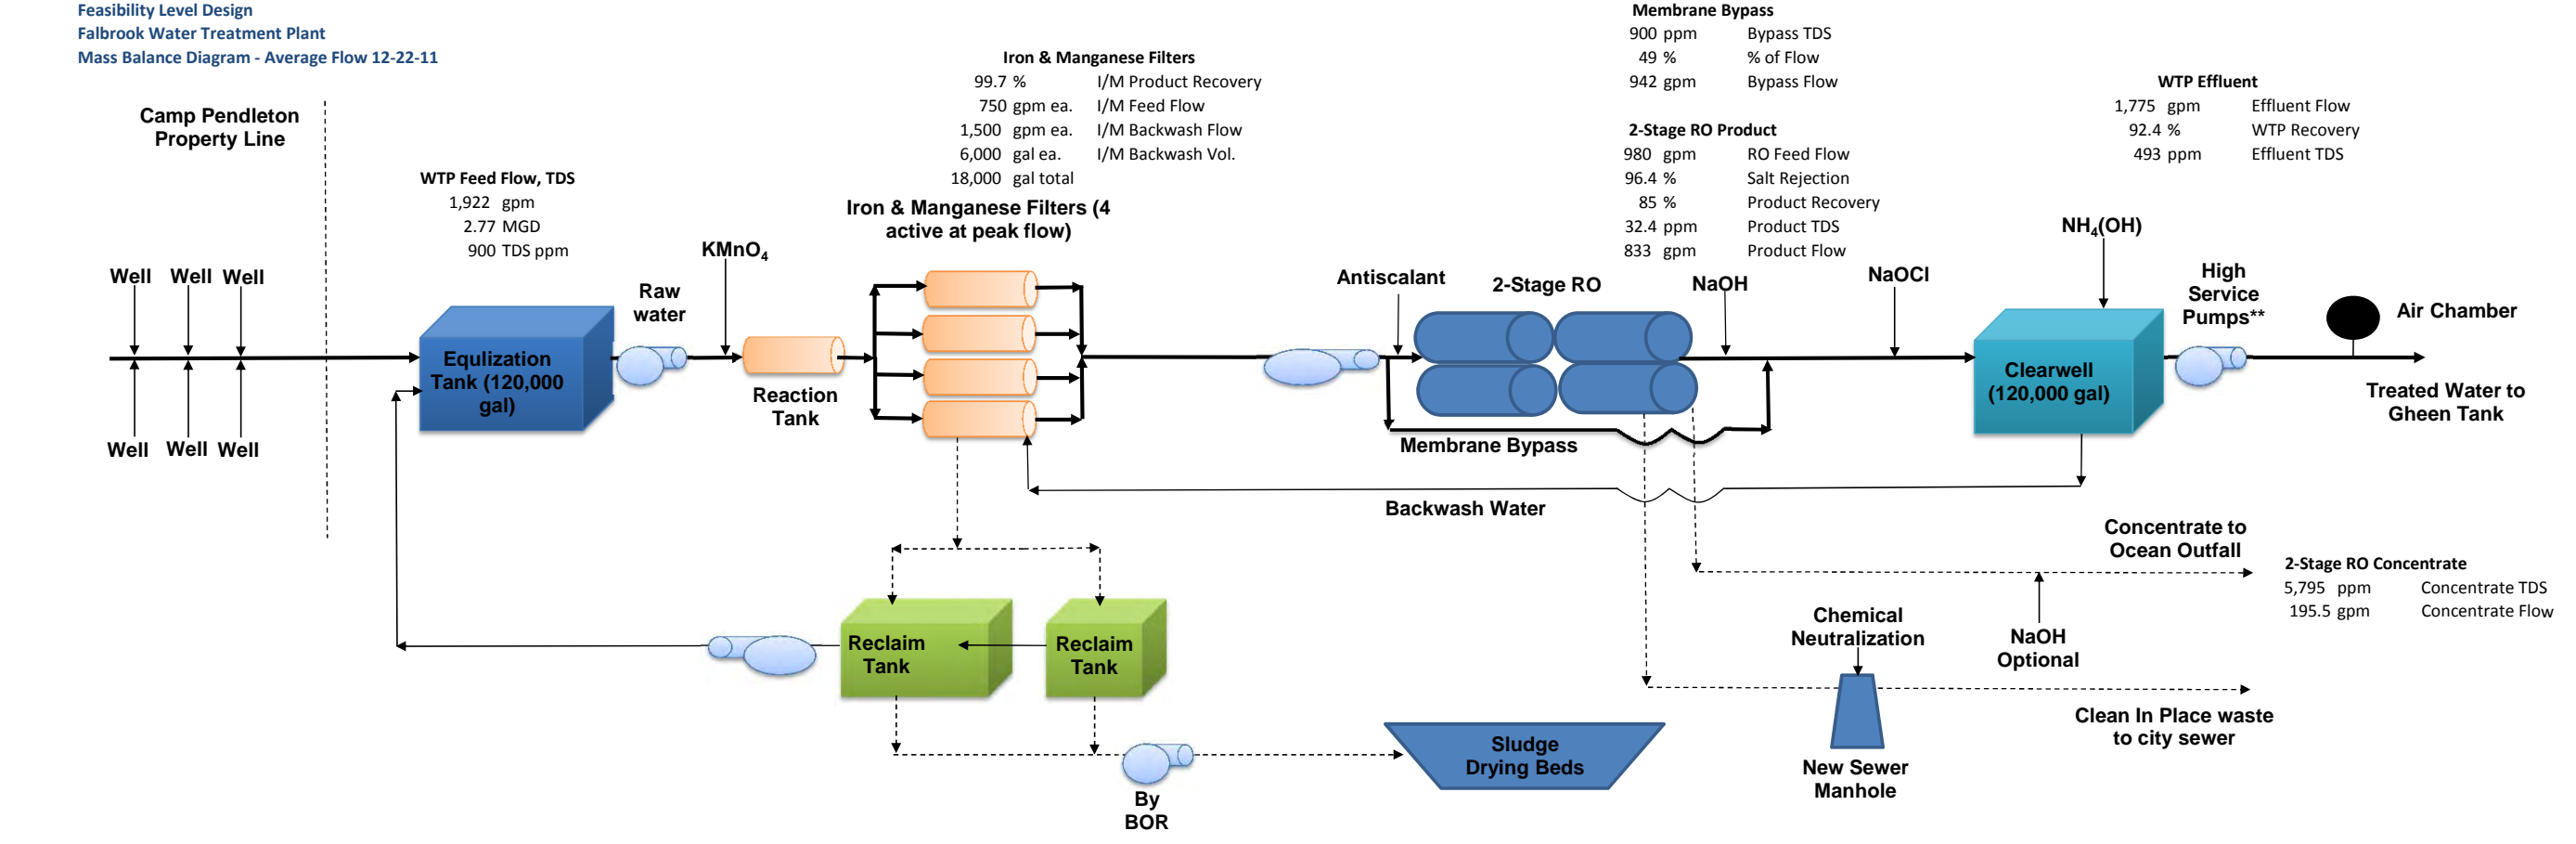 Feasibility Level Design
Falbrook Water Treatment Plant
Mass Balance Diagram - Average Flow 12-22-11
Camp Pendleton
Property Line
WTP Feed Flow, TDS
1,922 gpm
2.77 MGD
900 TDS ppm
Iron & Manganese Filters
99.7 % I/M Product Recovery
750 gpm ea. I/M Feed Flow
1,500 gpm ea. I/M Backwash Flow
6,000 gal ea. I/M Backwash Vol.
18,000 gal total
Iron & Manganese Filters (4
active at peak flow)
Membrane Bypass
900 ppm Bypass TDS
49 % % of Flow
942 gpm Bypass Flow
2-Stage RO Product
980 gpm RO Feed Flow
96.4 % Salt Rejection
85 % Product Recovery
32.4 ppm Product TDS
833 gpm Product Flow
WTP Effluent
1,775 gpm Effluent Flow
92.4 % WTP Recovery
493 ppm Effluent TDS
Well Well Well
Well Well Well
Equlization
Tank (120,000
gal)
Raw
water
KMnO4
Reaction
Tank
Antiscalant
2-Stage RO
NaOH
NaOCl
NH4(OH)
High
Service
Pumps**
Air Chamber
Clearwell
(120,000 gal)
Treated Water to
Gheen Tank
Membrane Bypass
Backwash Water
Concentrate to
Ocean Outfall
2-Stage RO Concentrate
5,795 ppm Concentrate TDS
195.5 gpm Concentrate Flow
Chemical
Neutralization
NaOH
Optional
Reclaim
Tank
Reclaim
Tank
Clean In Place waste
to city sewer
Sludge
Drying Beds
New Sewer
Manhole
By
BOR